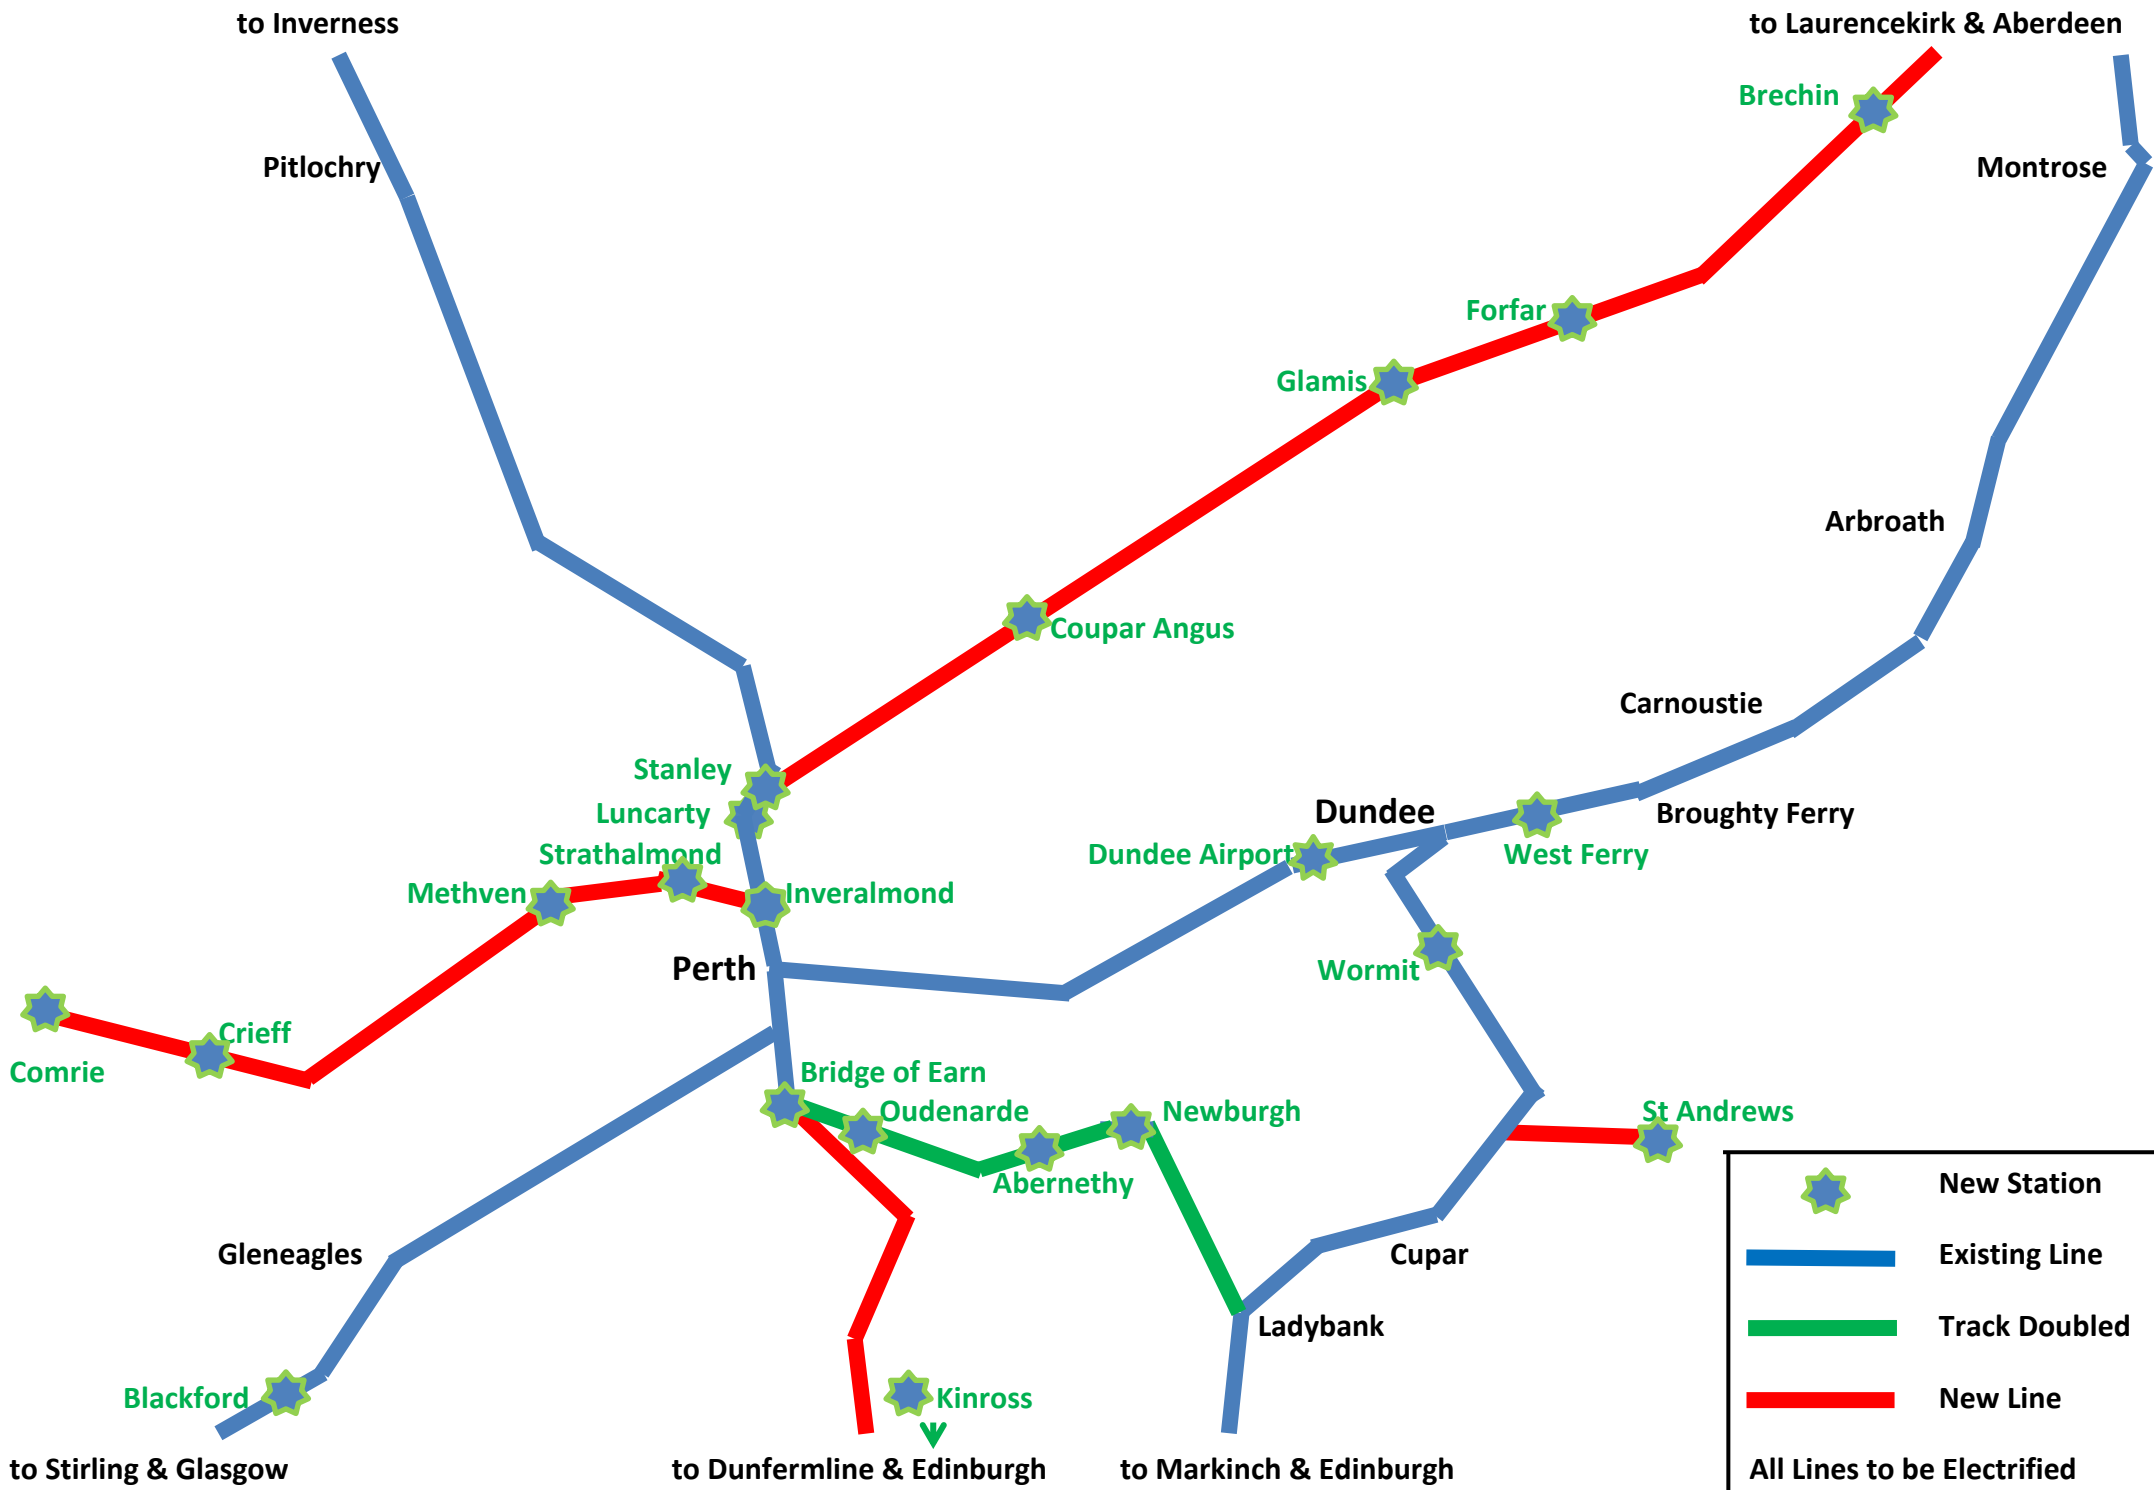 to Inverness
to Laurencekirk & Aberdeen
Brechin
Pitlochry
Montrose
Forfar
Glamis
Arbroath
Coupar Angus
Carnoustie
Stanley
Luncarty
Dundee
Broughty Ferry
Strathalmond
Dundee Airport
West Ferry
Methven
Inveralmond
Perth
Wormit
Crieff
Comrie
Bridge of Earn
Oudenarde
Newburgh
St Andrews
Abernethy
New Station
Gleneagles
Cupar
Existing Line
Ladybank
Track Doubled
Blackford
Kinross
New Line
to Stirling & Glasgow
to Dunfermline & Edinburgh
to Markinch & Edinburgh
All Lines to be Electrified